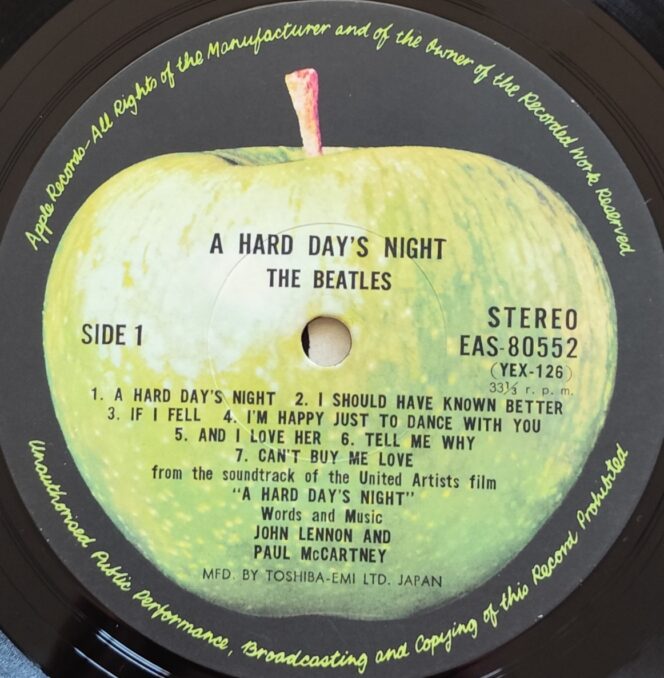 Apple Records-All Rights of the Manufacturer and of the Owner of the Recorded Work Reserved
A HARD DAY'S NIGHT
THE BEATLES
SIDE 1
STEREO
EAS-80552
(YEX-126)
33⅓ r. p. m.
1. A HARD DAY'S NIGHT 2. I SHOULD HAVE KNOWN BETTER
3. IF I FELL 4. I'M HAPPY JUST TO DANCE WITH YOU
5. AND I LOVE HER 6. TELL ME WHY
7. CAN'T BUY ME LOVE
from the soundtrack of the United Artists film
"A HARD DAY'S NIGHT"
Words and Music
JOHN LENNON AND
PAUL McCARTNEY
MFD. BY TOSHIBA-EMI LTD. JAPAN
Unauthorised Public Performance, Broadcasting and Copying of this Record Prohibited